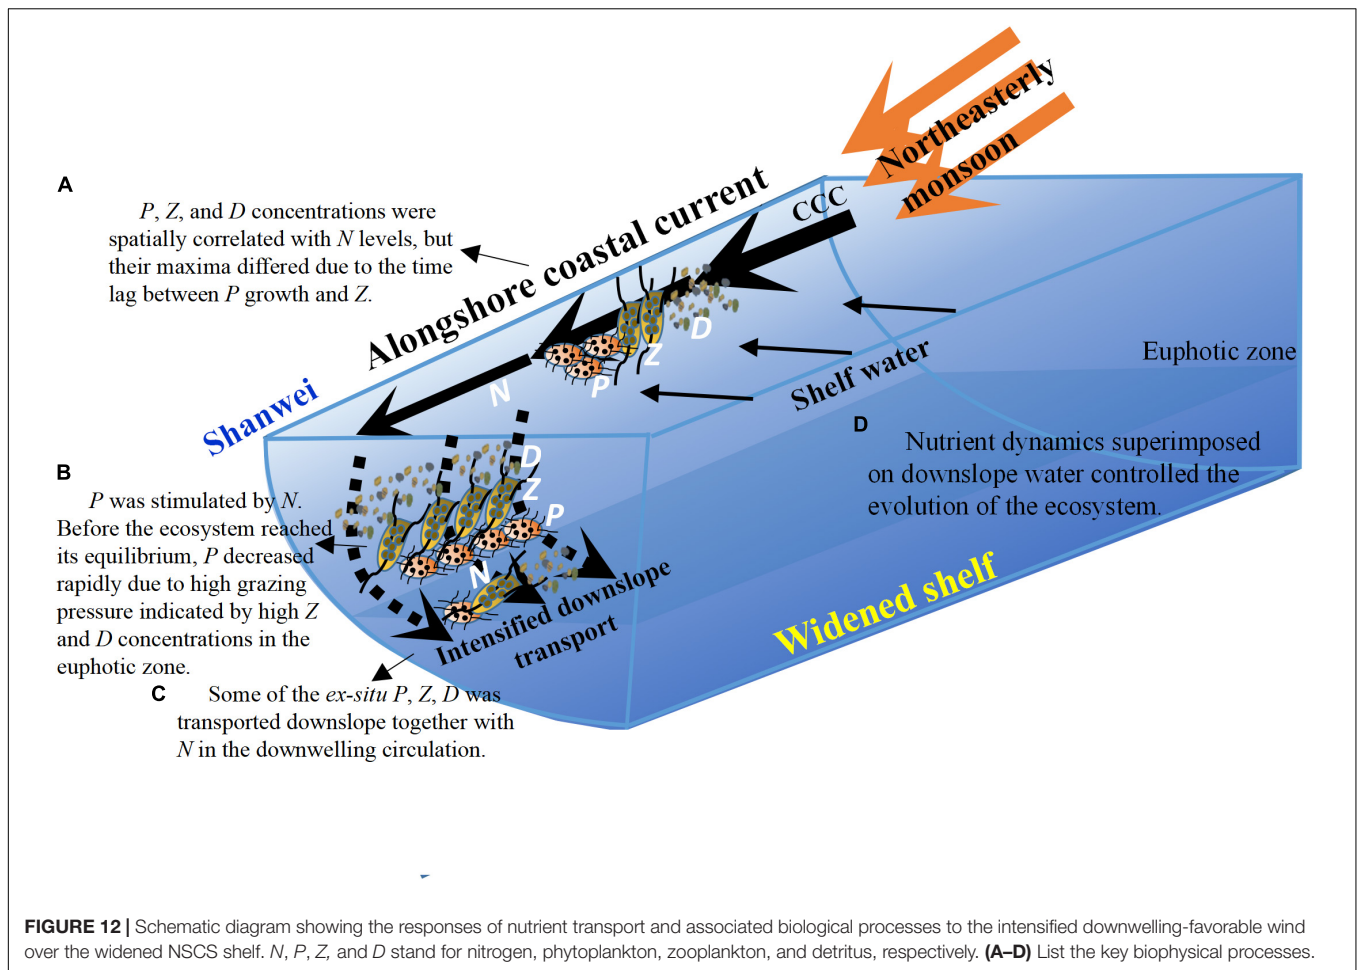 Northeasterly
monsoon
CCC
Alongshore coastal current
A
P, Z, and D concentrations were
spatially correlated with N levels, but
their maxima differed due to the time
lag between P growth and Z.
D
Z
P
N
Shelf water
Euphotic zone
Shanwei
D
Nutrient dynamics superimposed
on downslope water controlled the
evolution of the ecosystem.
B
P was stimulated by N.
Before the ecosystem reached
its equilibrium, P decreased
rapidly due to high grazing
pressure indicated by high Z
and D concentrations in the
euphotic zone.
D
Z
P
N
Intensified downslope
transport
Widened shelf
C
Some of the ex-situ P, Z, D was
transported downslope together with
N in the downwelling circulation.
FIGURE 12 | Schematic diagram showing the responses of nutrient transport and associated biological processes to the intensified downwelling-favorable wind
over the widened NSCS shelf. N, P, Z, and D stand for nitrogen, phytoplankton, zooplankton, and detritus, respectively. (A–D) List the key biophysical processes.